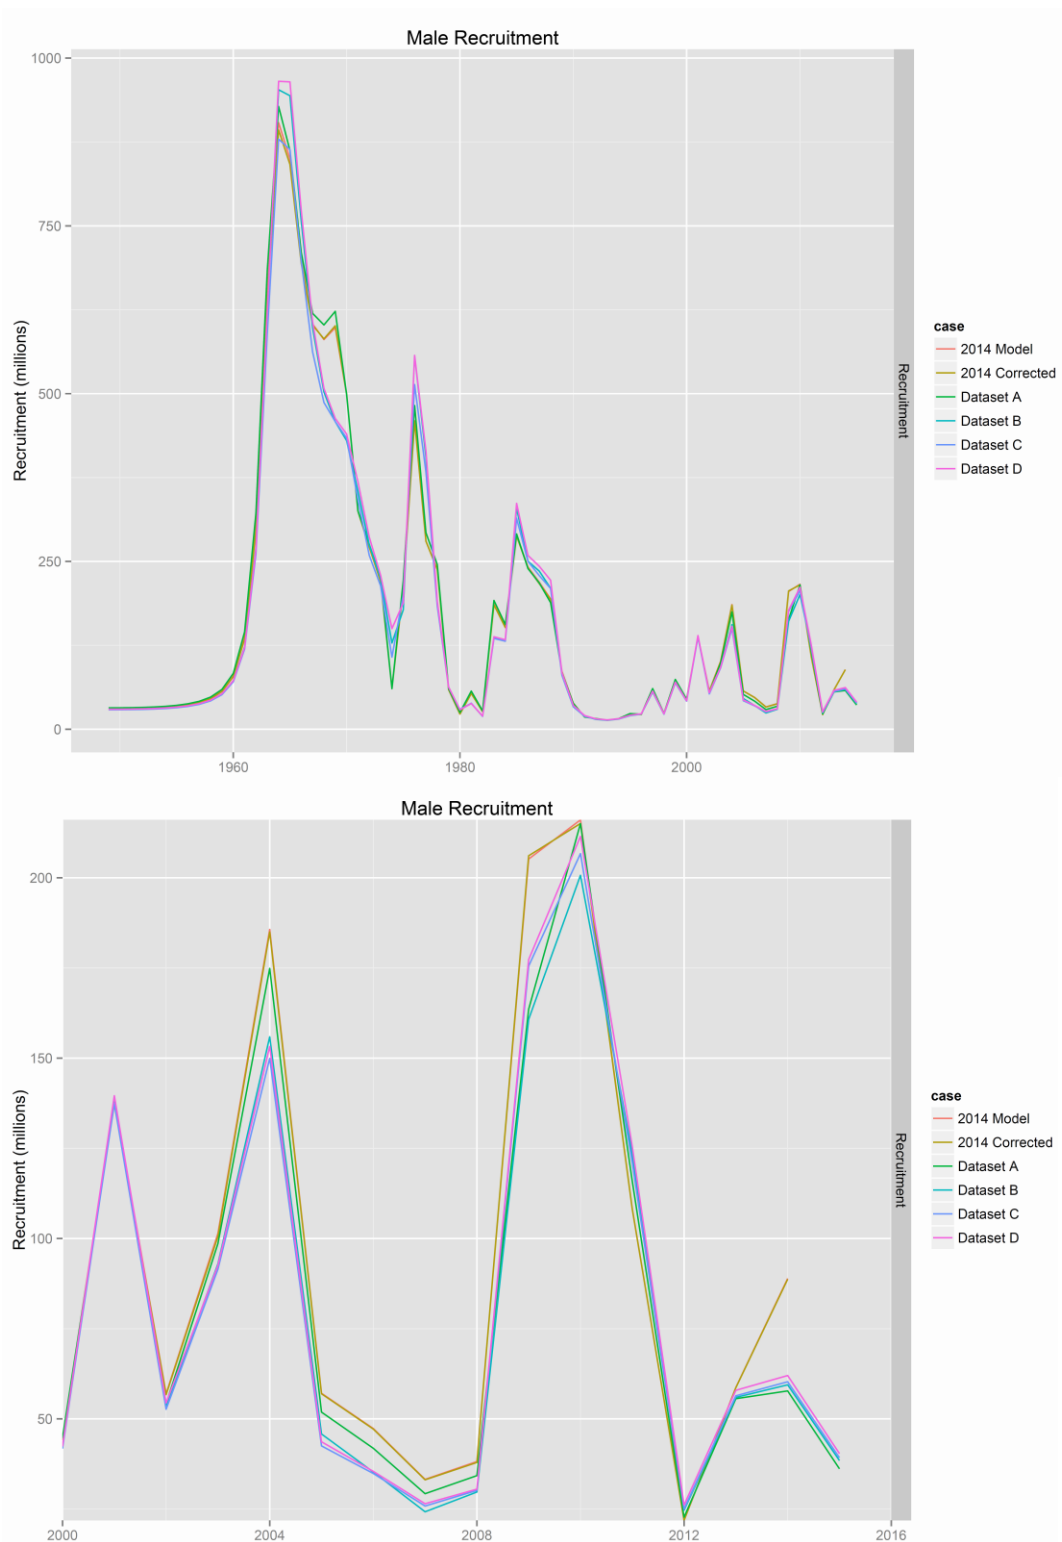 Male Recruitment
1000
750
500
250
0
Recruitment (millions)
1960
1980
2000
Recruitment
case
2014 Model
2014 Corrected
Dataset A
Dataset B
Dataset C
Dataset D
Male Recruitment
200
150
100
50
Recruitment (millions)
2000
2004
2008
2012
2016
Recruitment
case
2014 Model
2014 Corrected
Dataset A
Dataset B
Dataset C
Dataset D